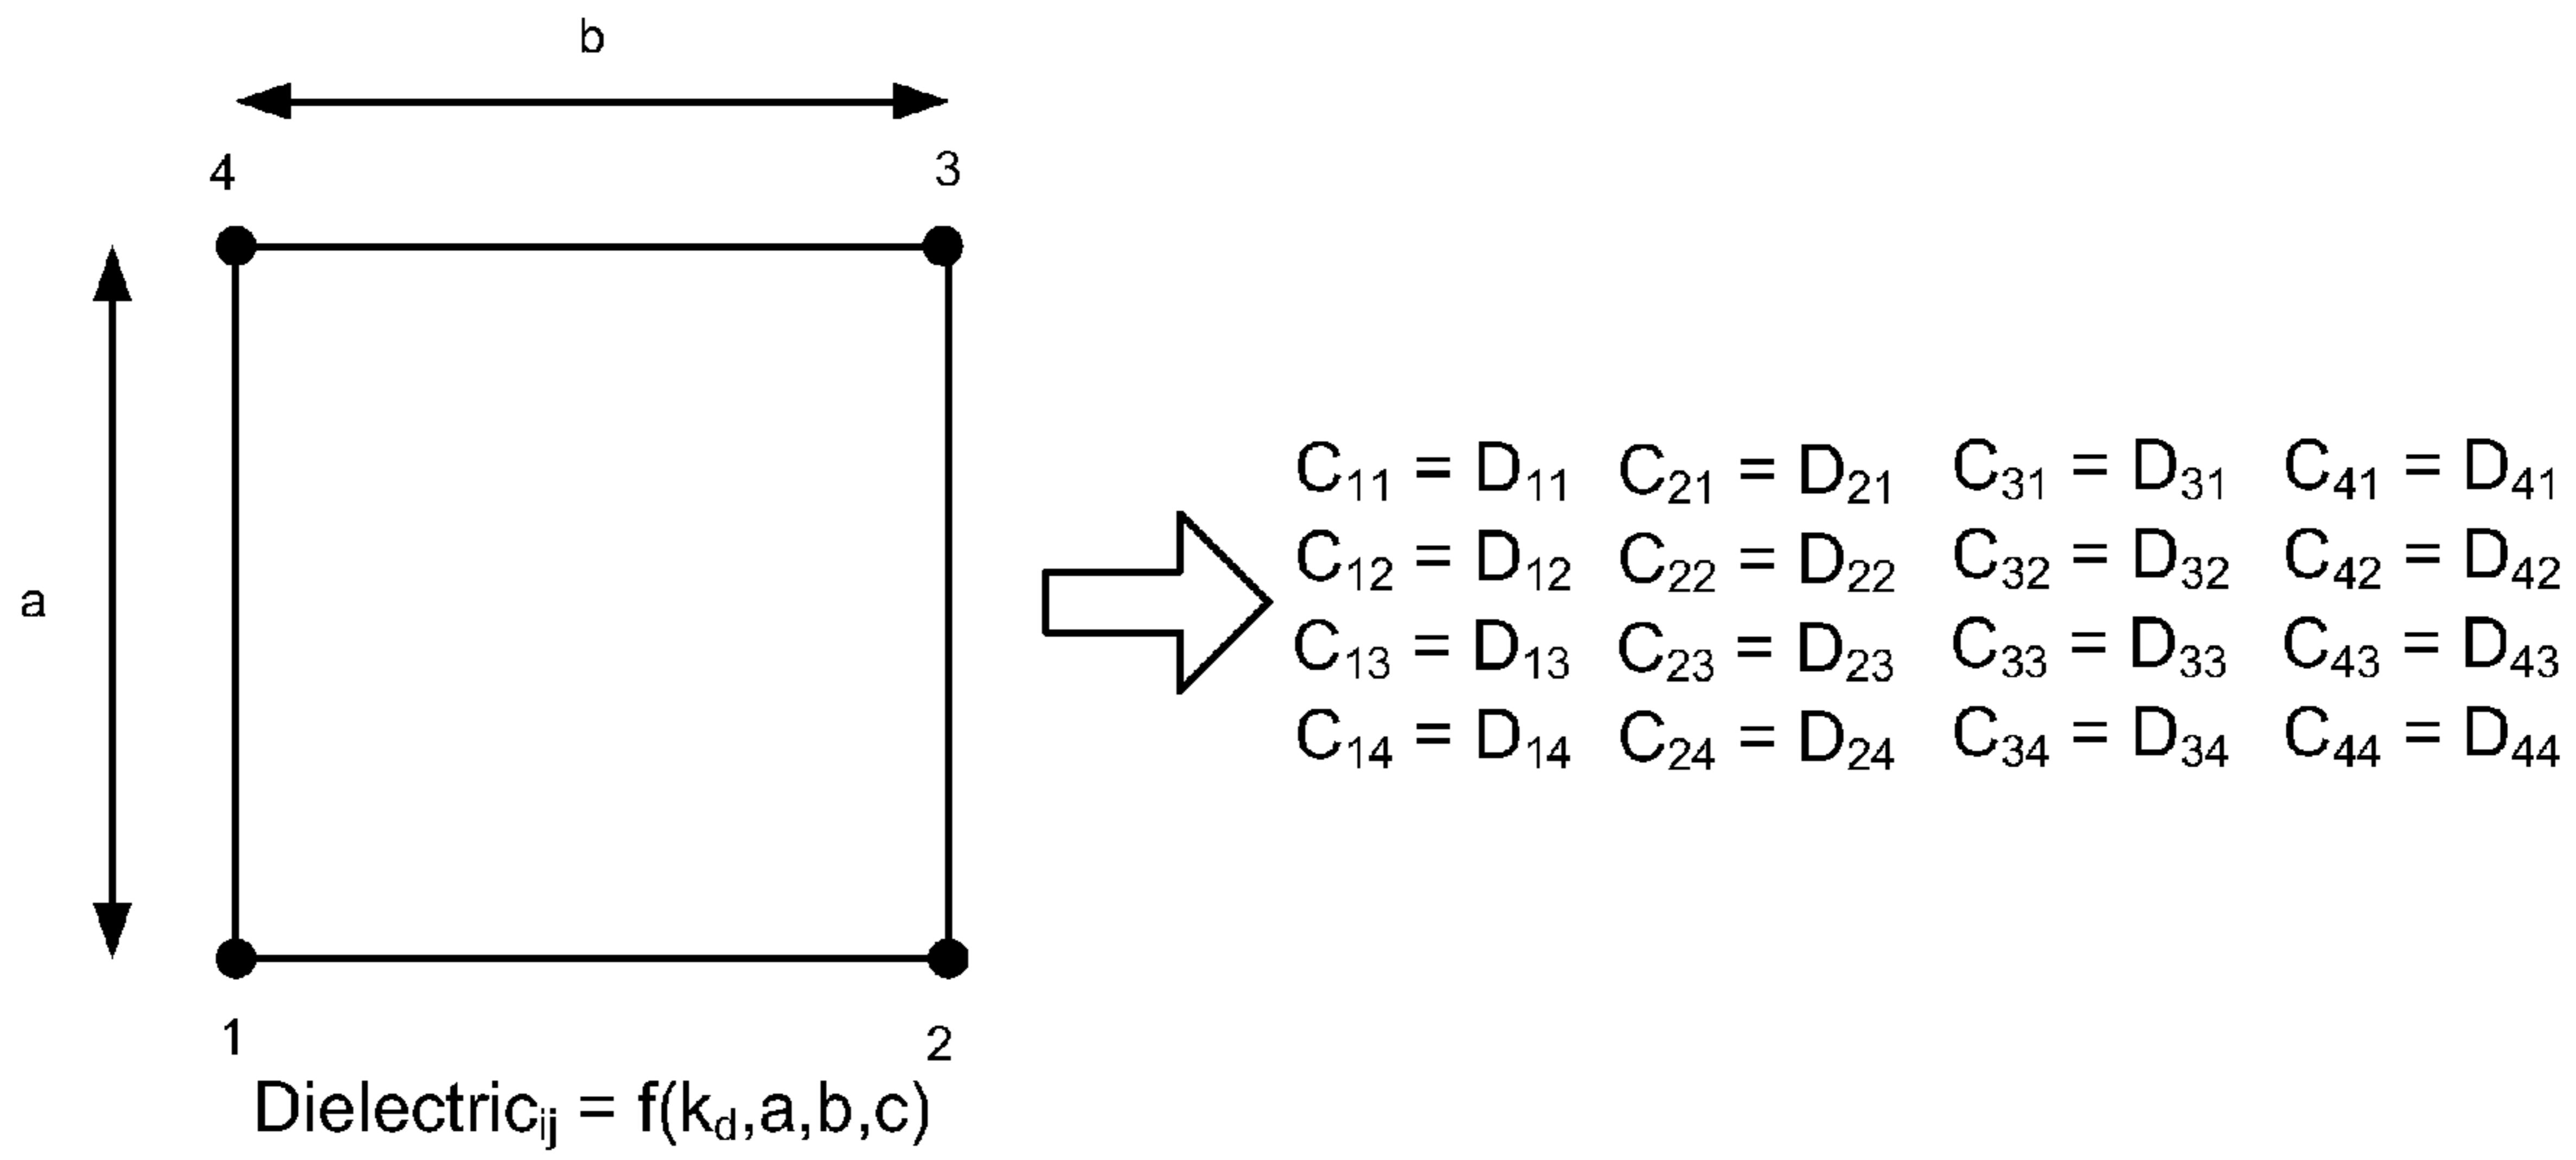 b
4 3
a
1 2
Dielectricij = f(kd,a,b,c)
C11 = D11 C21 = D21 C31 = D31 C41 = D41
C12 = D12 C22 = D22 C32 = D32 C42 = D42
C13 = D13 C23 = D23 C33 = D33 C43 = D43
C14 = D14 C24 = D24 C34 = D34 C44 = D44